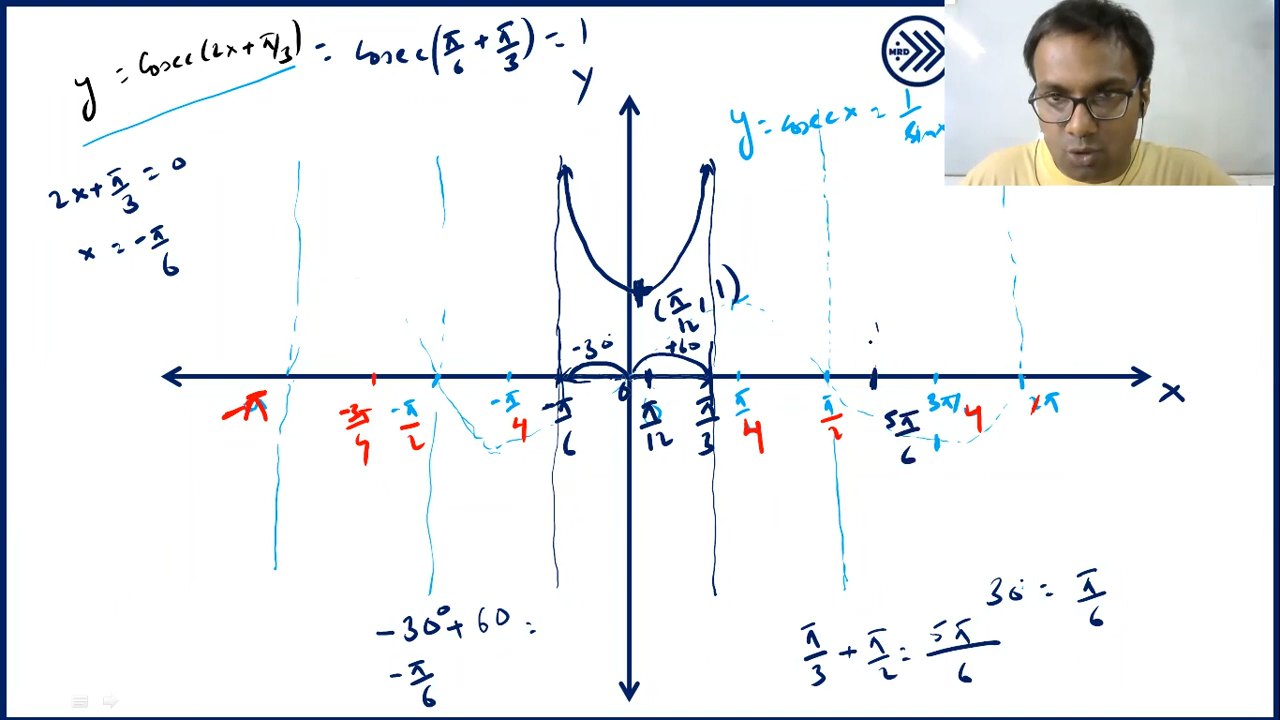 y = Cosec(2x + π/3) = Cosec(π/6 + π/3) = 1
MRD
Y
y = cosec x = 1/sinx
2x + π/3 = 0
x = -π/6
(π/12, 1)
-30°
+60
-π
-3π/4
-π/2
-π/4
-π/6
0
π/12
π/3
π/4
π/2
5π/6
3π/4
π
X
-30° + 60 =
-π/6
30° = π/6
π/3 + π/2 = 5π/6